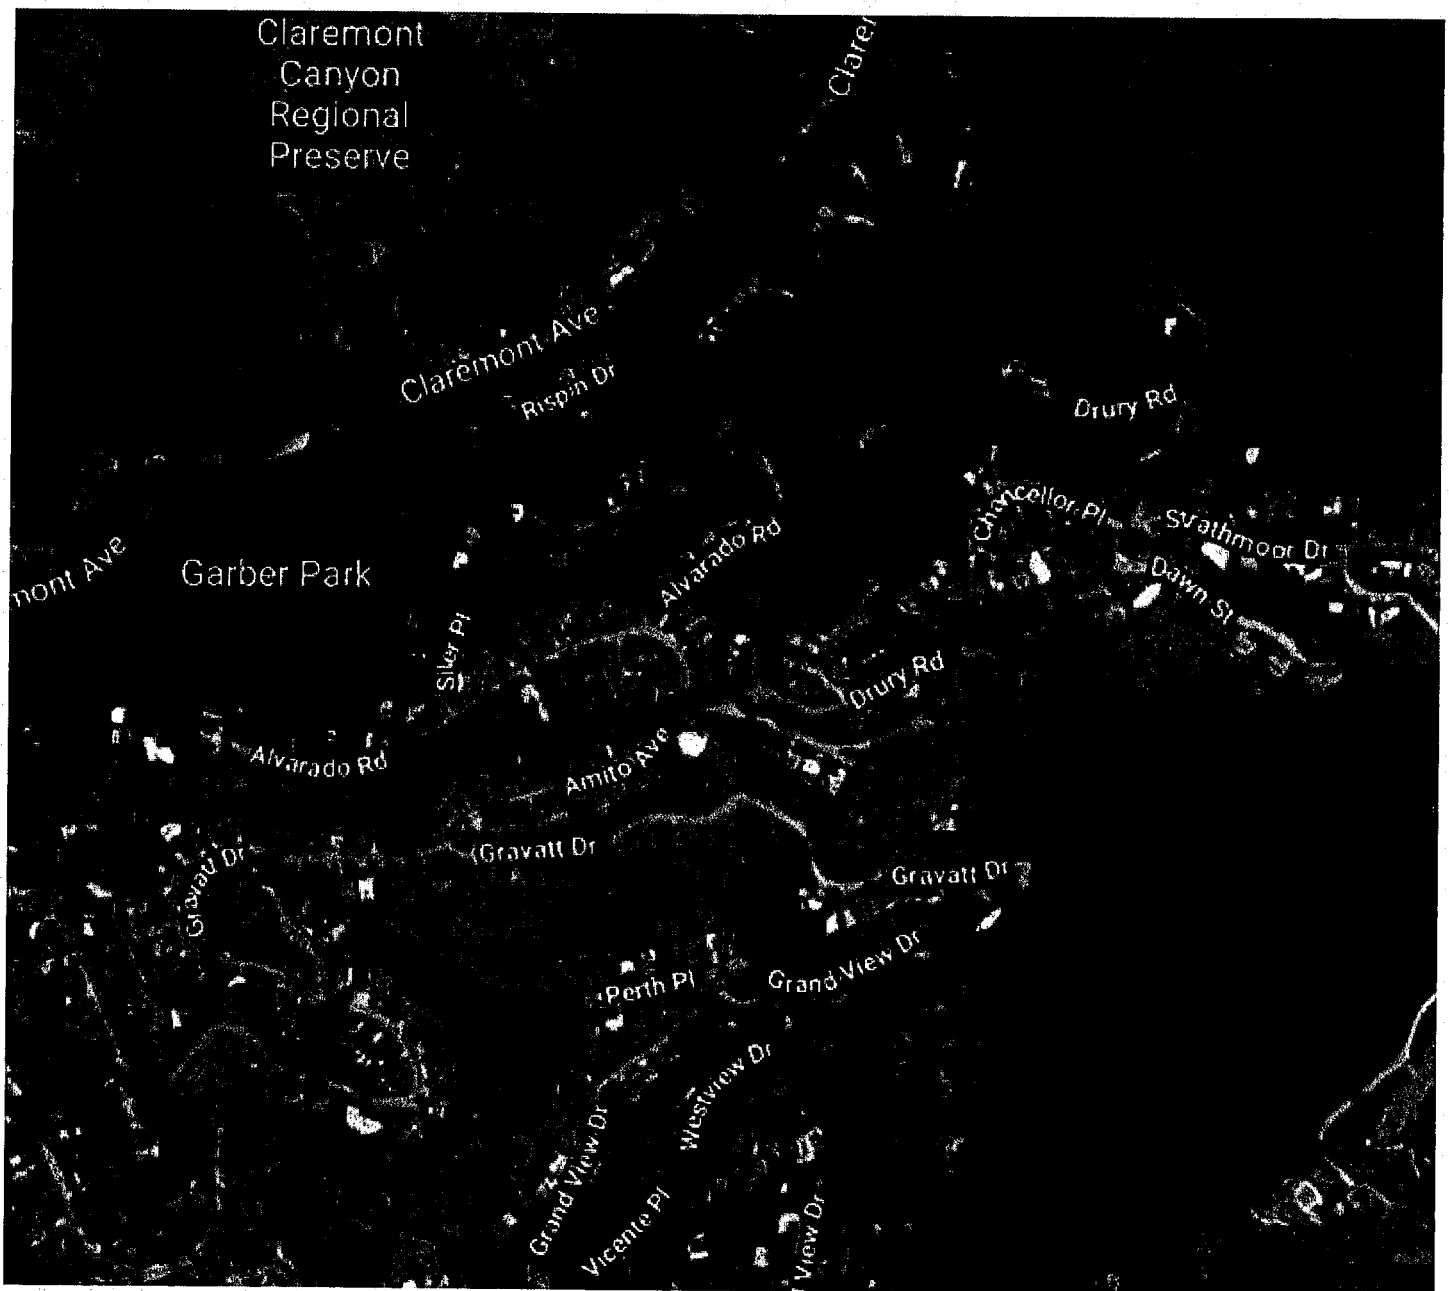 Claremont
Canyon
Regional
Preserve
Clarer
Claremont Ave
Rispin Dr
Drury Rd
Chancellor Pl
Strathmoor Dr
Alvarado Rd
mont Ave
Garber Park
Dawn St
Silver Pl
Drury Rd
Alvarado Rd
Amito Ave
Gravatt Dr
Gravatt Dr
Gravatt Dr
Grand View Dr
Perth Pl
Westview Dr
Grand View Dr
Vicente Pl
View Dr